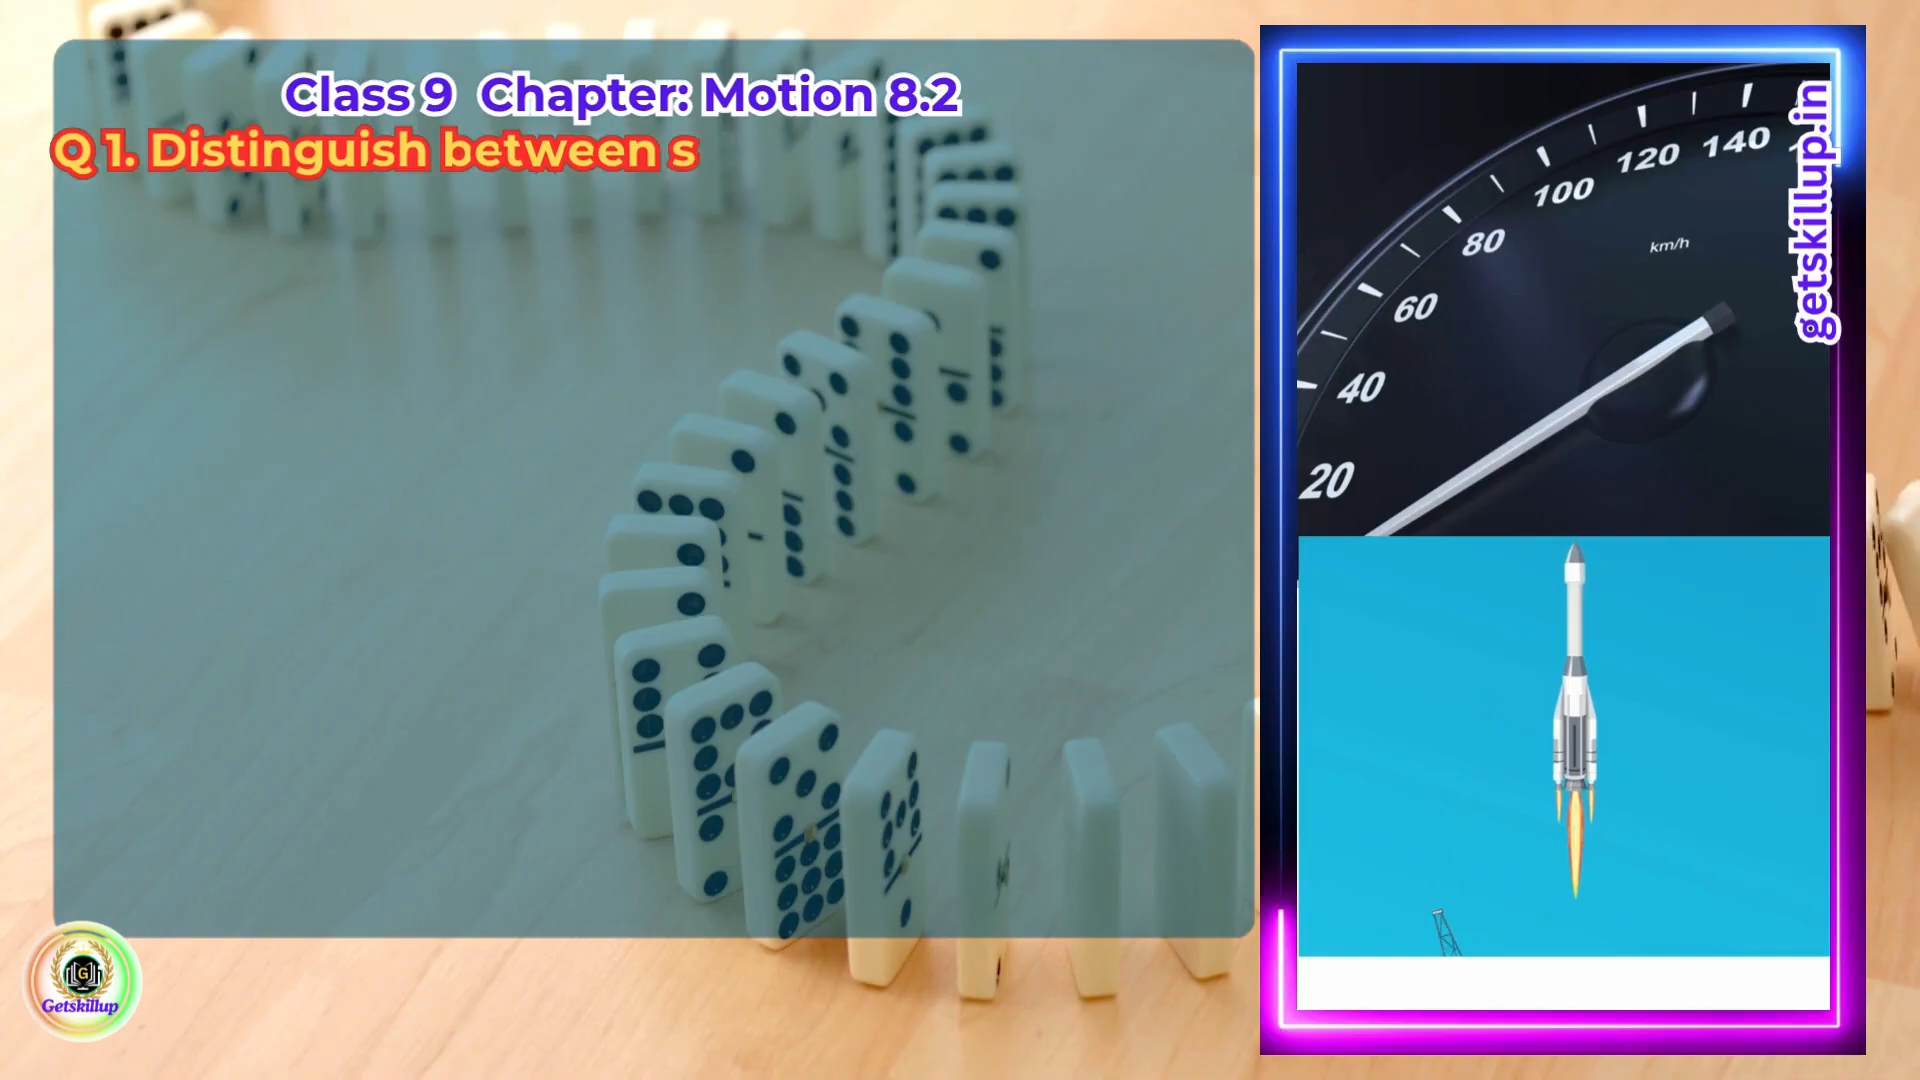 Class 9 Chapter: Motion 8.2
Q 1. Distinguish between s
120 140
100
80
km/h
60
40
20
getskillup.in
G
Getskillup